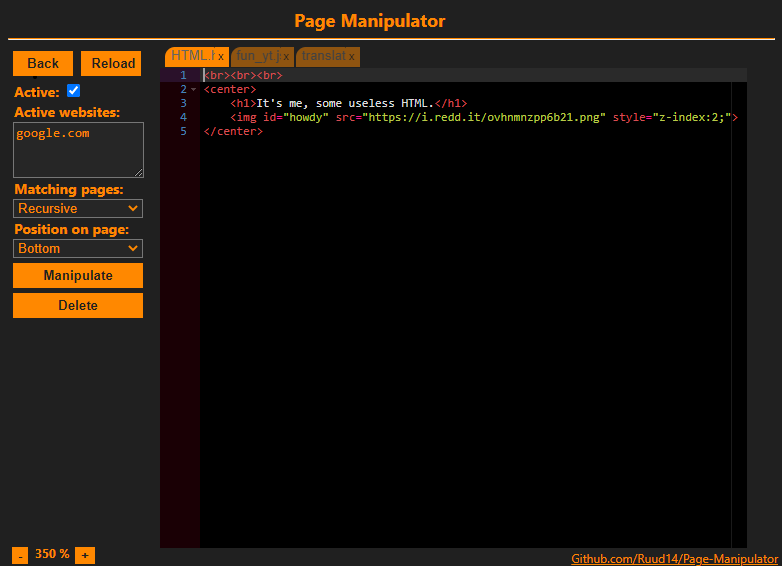 Page Manipulator
Back Reload
Active:
Active websites:
google.com
Matching pages:
Recursive
Position on page:
Bottom
Manipulate
Delete
- 350 % +
HTML.h x fun_yt.js x translat x
1 <br><br><br>
2 <center>
3 <h1>It's me, some useless HTML.</h1>
4 <img id="howdy" src="https://i.redd.it/ovhnmnzpp6b21.png" style="z-index:2;">
5 </center>
Github.com/Ruud14/Page-Manipulator